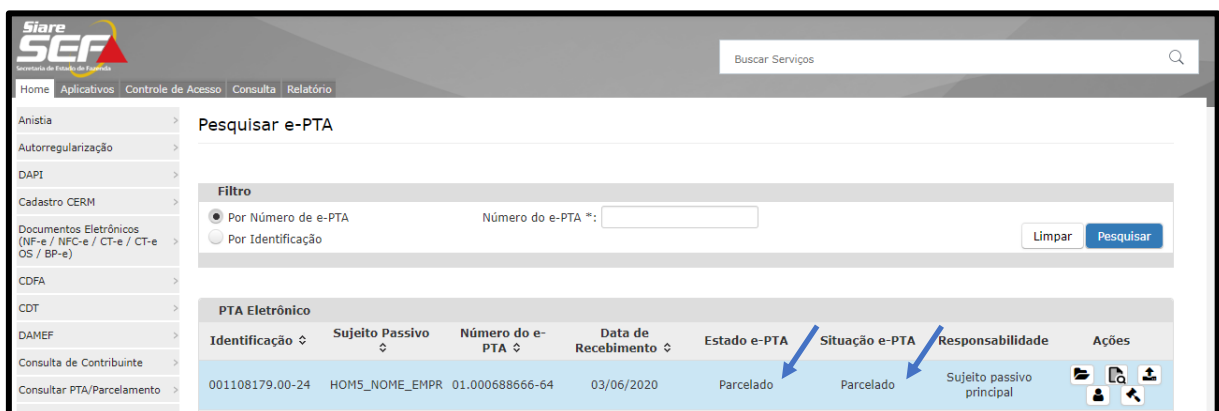 Siare
SEF
Secretaria de Estado de Fazenda
Buscar Serviços
Home Aplicativos Controle de Acesso Consulta Relatório
Anistia
Autorregularização
DAPI
Cadastro CERM
Documentos Eletrônicos
(NF-e / NFC-e / CT-e / CT-e
OS / BP-e)
CDFA
CDT
DAMEF
Consulta de Contribuinte
Consultar PTA/Parcelamento
Pesquisar e-PTA
Filtro
Por Número de e-PTA Número do e-PTA *:
Por Identificação
Limpar Pesquisar
PTA Eletrônico
Identificação Sujeito Passivo Número do e-
PTA Data de
Recebimento Estado e-PTA Situação e-PTA Responsabilidade Ações
001108179.00-24 HOM5_NOME_EMPR 01.000688666-64 03/06/2020 Parcelado Parcelado Sujeito passivo
principal